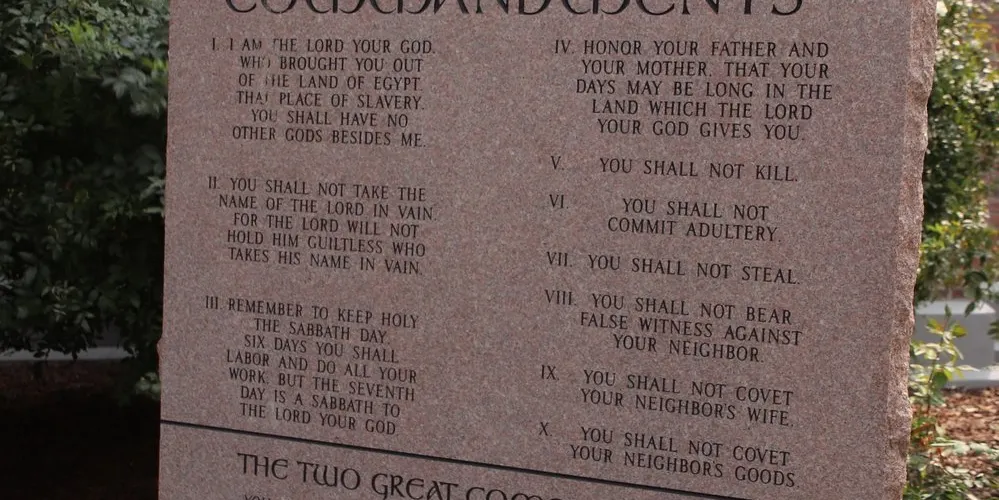 COMMANDMENTS
I. I AM THE LORD YOUR GOD.
WHO BROUGHT YOU OUT
OF THE LAND OF EGYPT.
THAT PLACE OF SLAVERY.
YOU SHALL HAVE NO
OTHER GODS BESIDES ME.
II. YOU SHALL NOT TAKE THE
NAME OF THE LORD IN VAIN.
FOR THE LORD WILL NOT
HOLD HIM GUILTLESS WHO
TAKES HIS NAME IN VAIN.
III. REMEMBER TO KEEP HOLY
THE SABBATH DAY.
SIX DAYS YOU SHALL
LABOR AND DO ALL YOUR
WORK. BUT THE SEVENTH
DAY IS A SABBATH TO
THE LORD YOUR GOD.
IV. HONOR YOUR FATHER AND
YOUR MOTHER. THAT YOUR
DAYS MAY BE LONG IN THE
LAND WHICH THE LORD
YOUR GOD GIVES YOU.
V. YOU SHALL NOT KILL.
VI. YOU SHALL NOT
COMMIT ADULTERY.
VII. YOU SHALL NOT STEAL.
VIII. YOU SHALL NOT BEAR
FALSE WITNESS AGAINST
YOUR NEIGHBOR.
IX. YOU SHALL NOT COVET
YOUR NEIGHBOR'S WIFE.
X. YOU SHALL NOT COVET
YOUR NEIGHBOR'S GOODS.
THE TWO GREAT